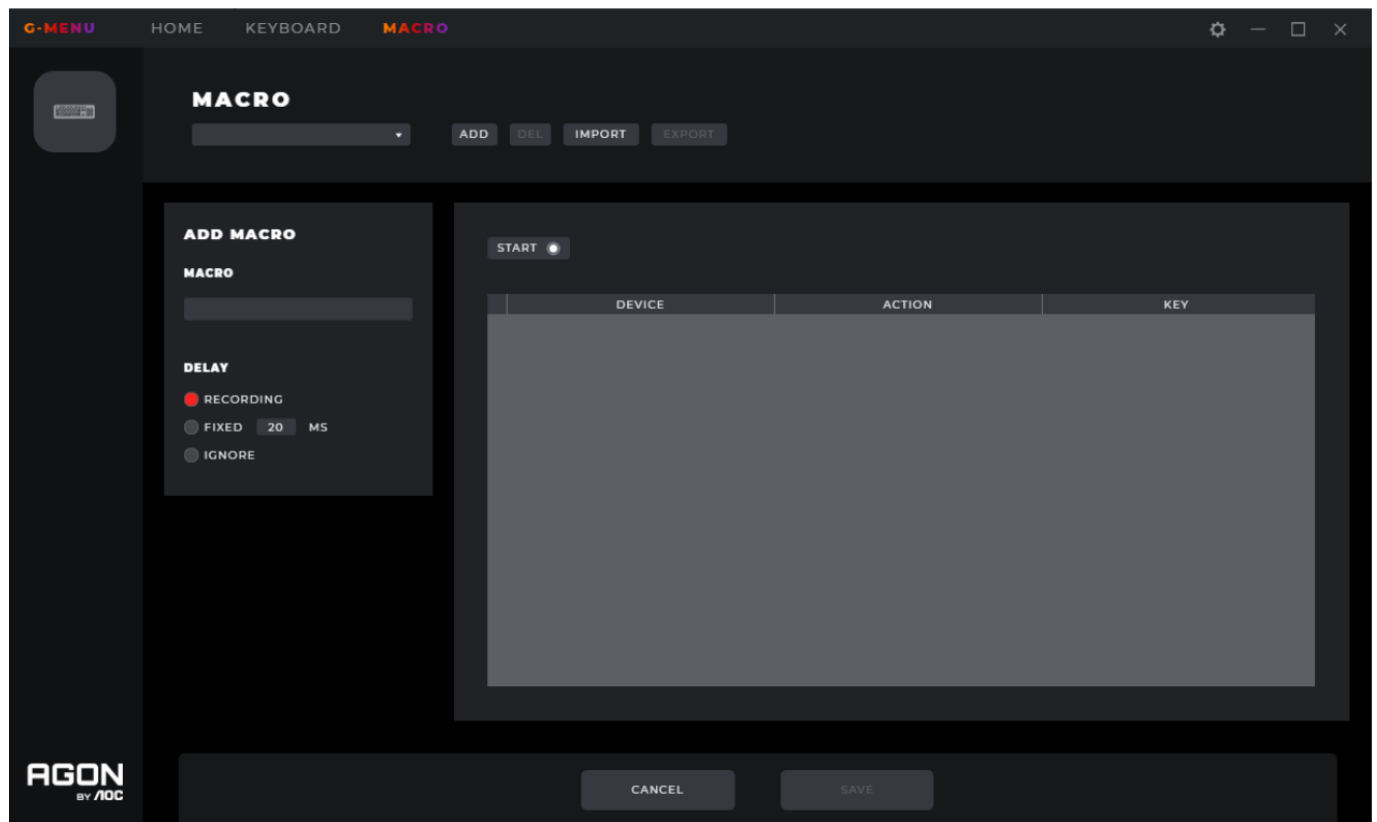 G-MENU HOME KEYBOARD MACRO
MACRO
ADD DEL IMPORT EXPORT
ADD MACRO
MACRO
DELAY
RECORDING
FIXED 20 MS
IGNORE
START
DEVICE ACTION KEY
CANCEL SAVE
AGON
BY AOC